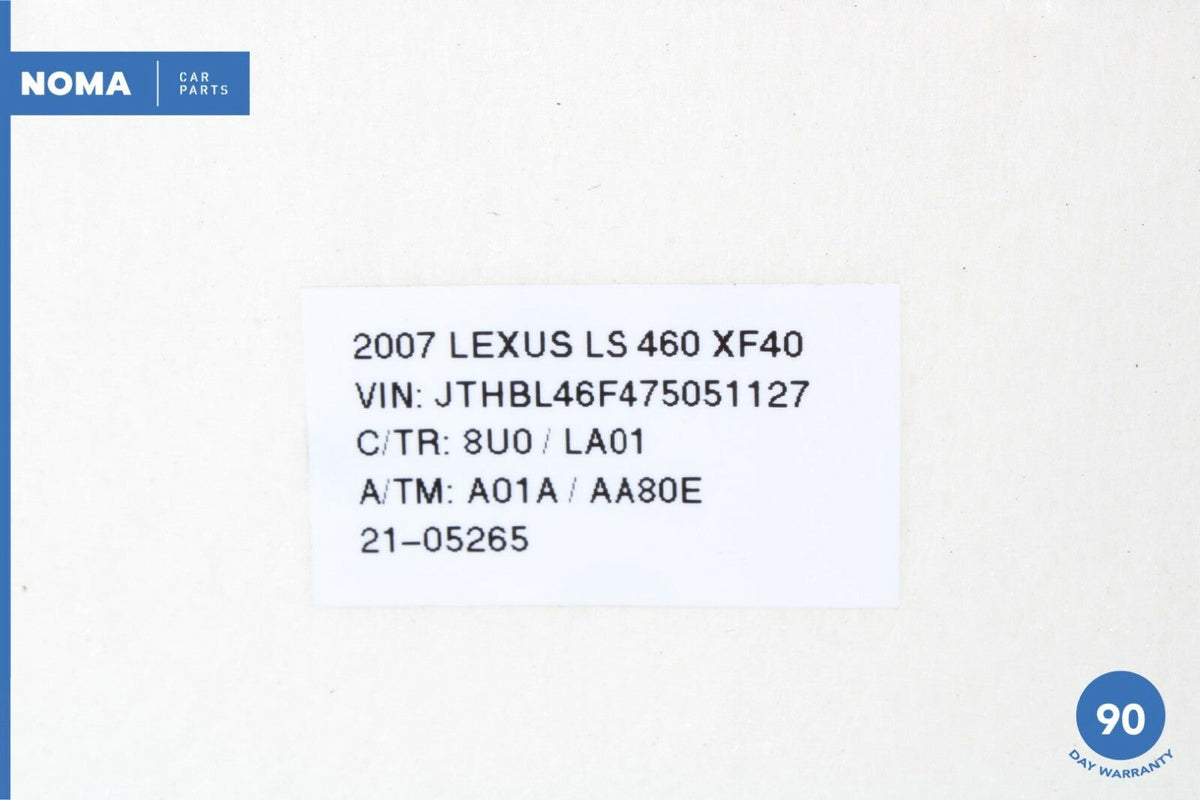 NOMA
CAR
PARTS
2007 LEXUS LS 460 XF40
VIN: JTHBL46F475051127
C/TR: 8U0 / LA01
A/TM: A01A / AA80E
21-05265
90
DAY WARRANTY